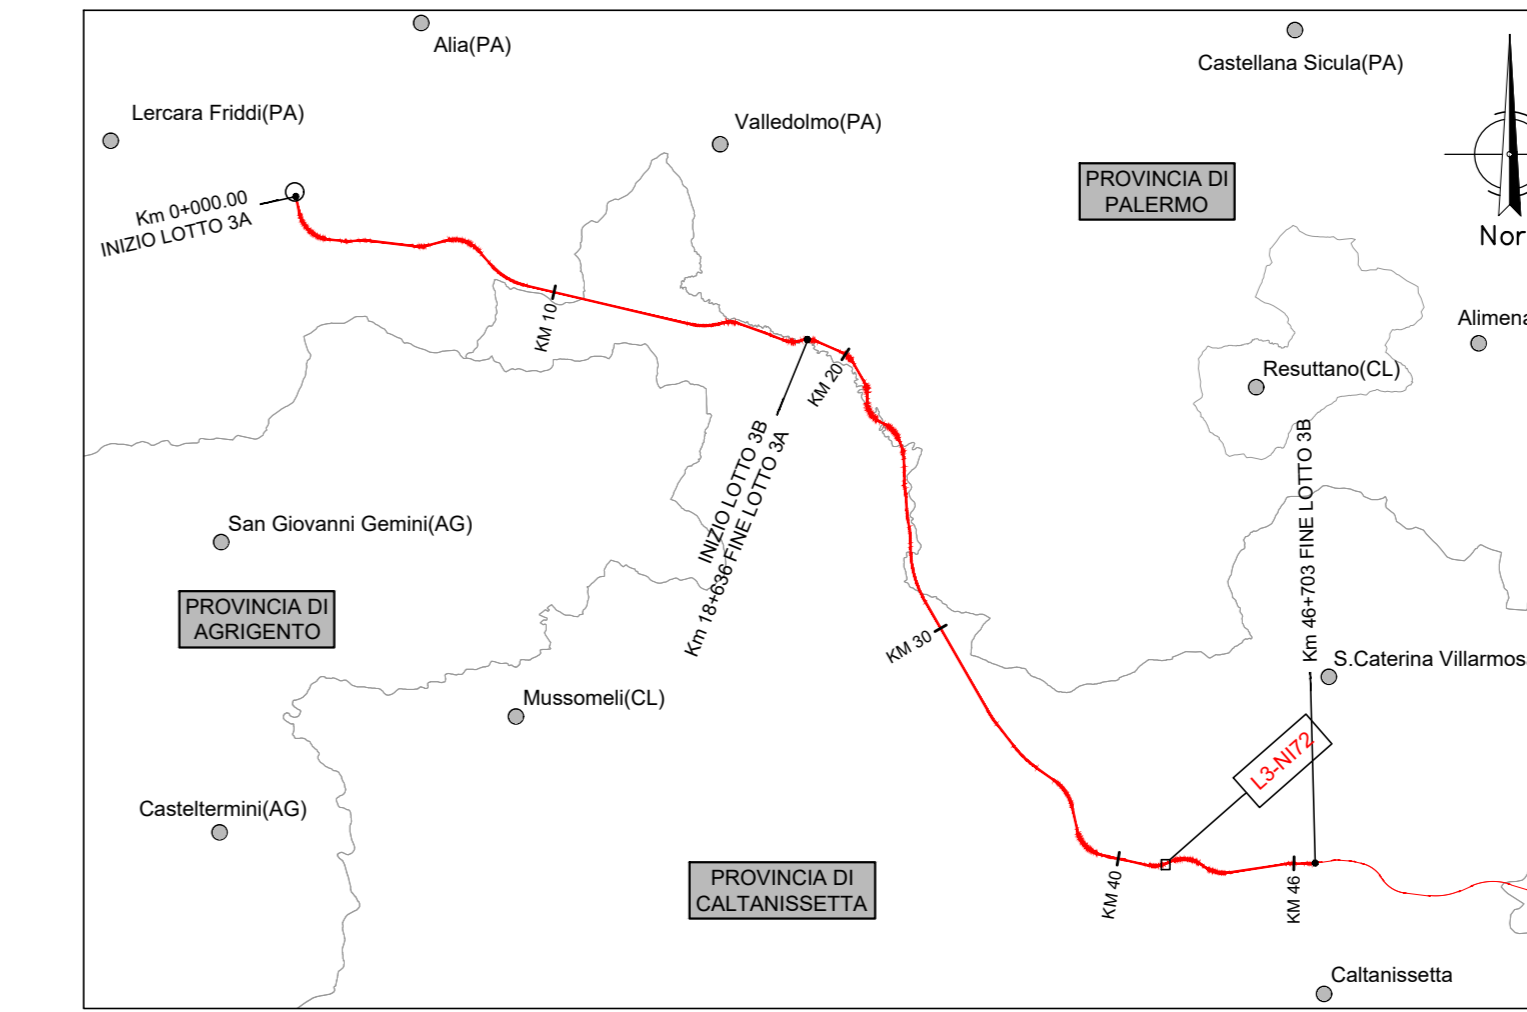 Alia(PA)
Castellana Sicula(PA)
Lercara Friddi(PA)
Valledolmo(PA)
PROVINCIA DI
PALERMO
Km 0+000.00
INIZIO LOTTO 3A
Nor
KM 10
Alimena
KM 20
Resuttano(CL)
INIZIO LOTTO 3B
Km 18+636 FINE LOTTO 3A
Km 46+703 FINE LOTTO 3B
San Giovanni Gemini(AG)
PROVINCIA DI
AGRIGENTO
KM 30
S.Caterina Villarmos
Mussomeli(CL)
L3-NI72
Casteltermini(AG)
PROVINCIA DI
CALTANISSETTA
KM 40
KM 46
Caltanissetta